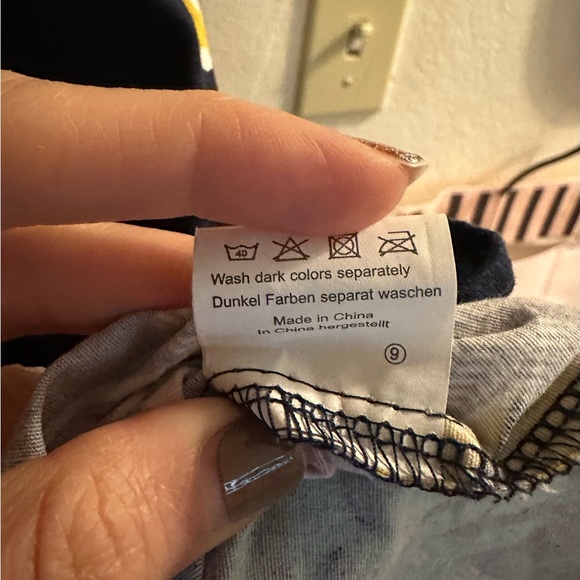 40
Wash dark colors separately
Dunkel Farben separat waschen
Made in China
In China hergestellt
9